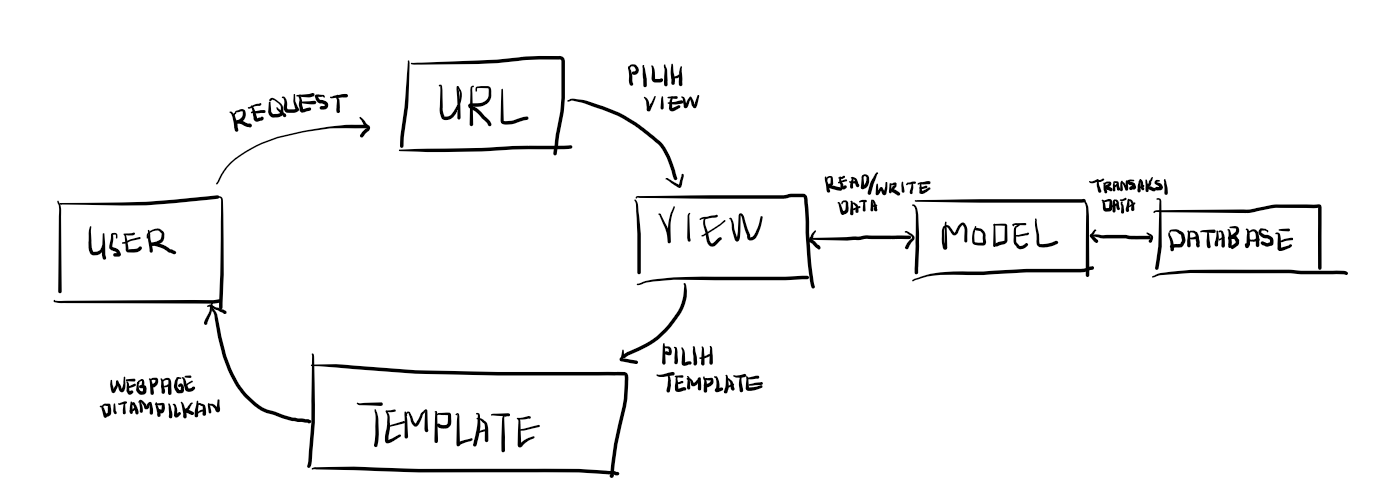 REQUEST
URL
PILIH
VIEW
USER
VIEW
READ/WRITE
DATA
MODEL
TRANSAKSI
DATA
DATABASE
PILIH
TEMPLATE
TEMPLATE
WEBPAGE
DITAMPILKAN